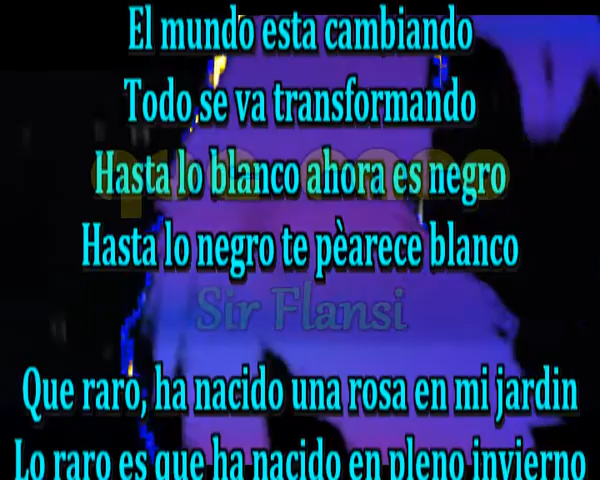 El mundo esta cambiando
Todo se va transformando
Hasta lo blanco ahora es negro
Hasta lo negro te pèarece blanco
Sir Flansi
Que raro, ha nacido una rosa en mi jardin
Lo raro es que ha nacido en pleno invierno